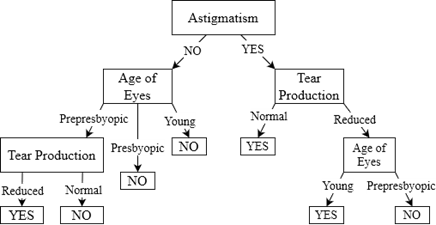 Astigmatism
NO
YES
Age of
Eyes
Tear
Production
Prepresbyopic
Presbyopic
Young
Normal
Reduced
Tear Production
NO
NO
YES
Age of
Eyes
Reduced
Normal
Young
Prepresbyopic
YES
NO
YES
NO